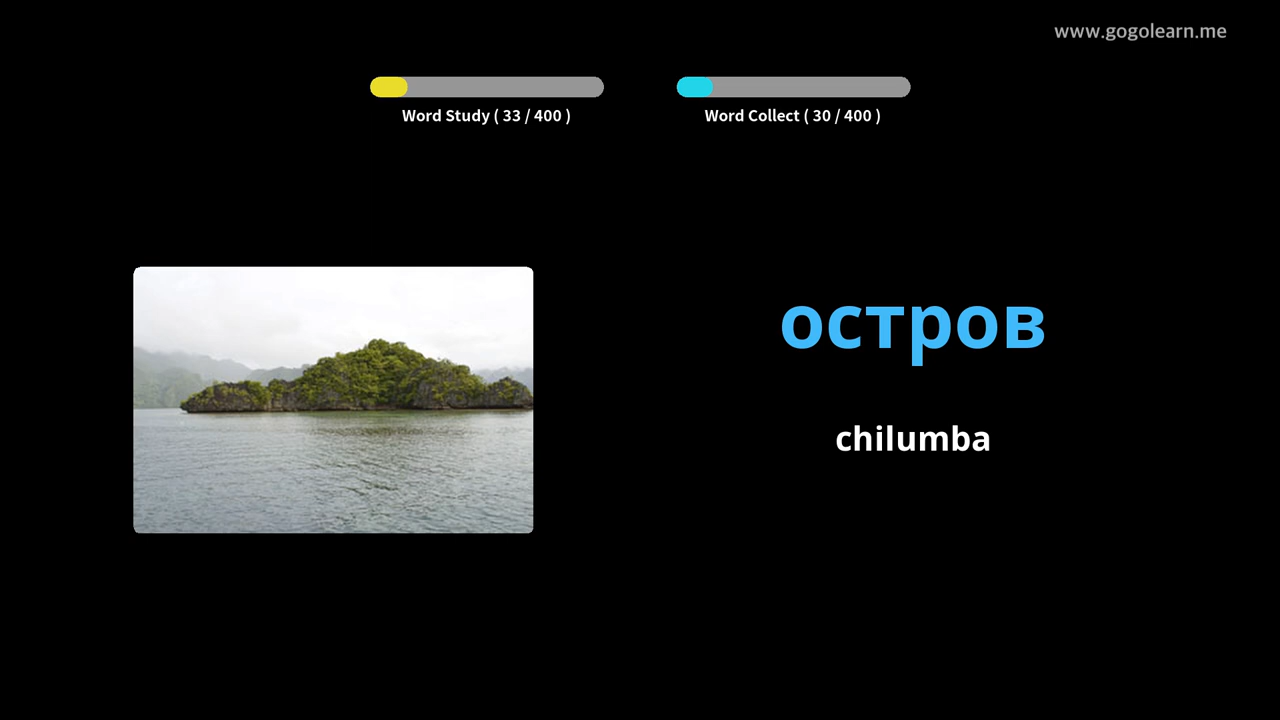 www.gogolearn.me
Word Study ( 33 / 400 )
Word Collect ( 30 / 400 )
остров
chilumba